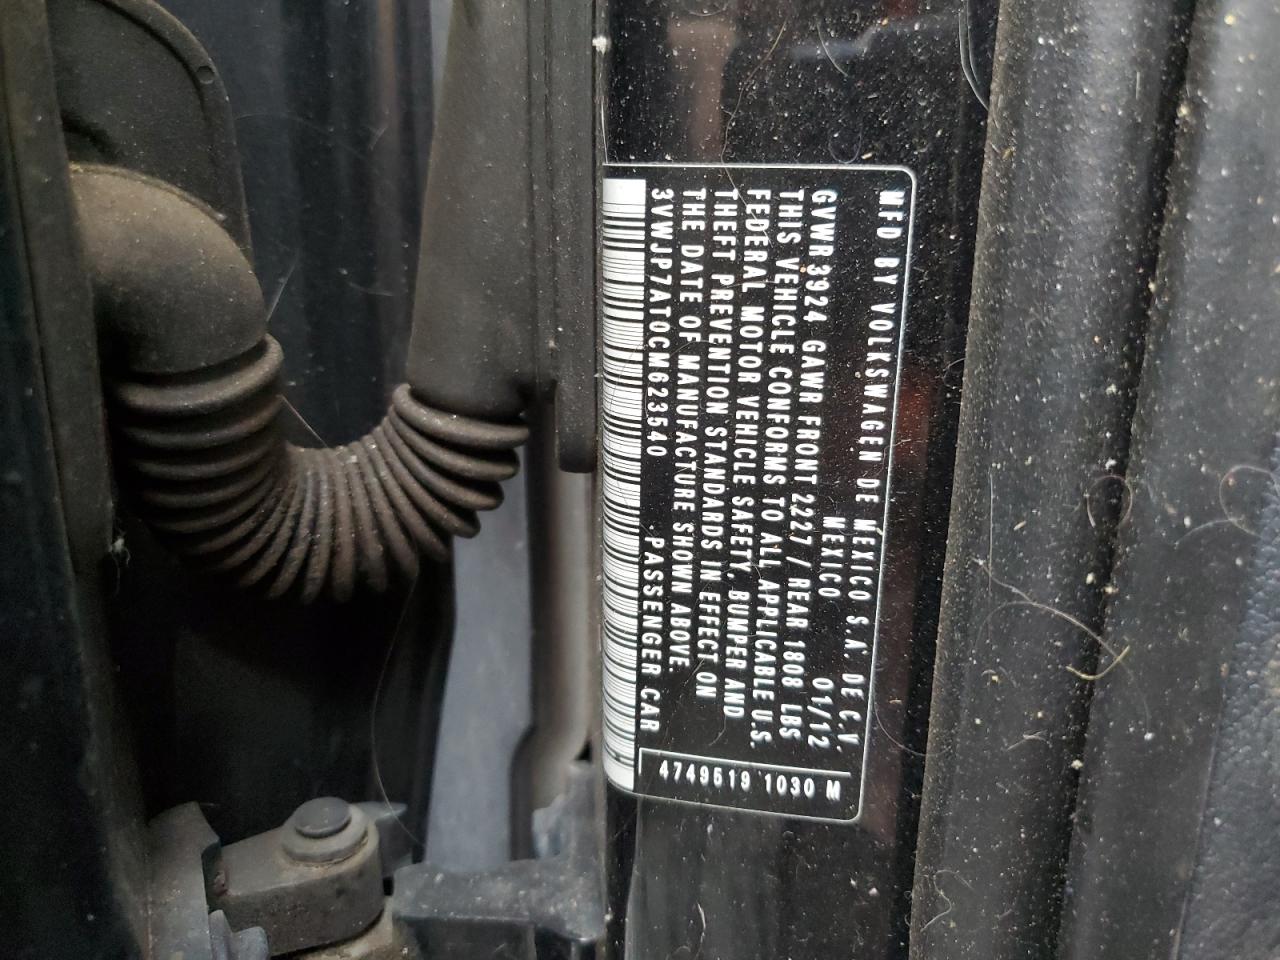 MFD BY VOLKSWAGEN DE MEXICO S.A. DE C.V.
MEXICO 01/12
GVWR 3924 GAWR FRONT 2227 / REAR 1808 LBS
THIS VEHICLE CONFORMS TO ALL APPLICABLE U.S.
FEDERAL MOTOR VEHICLE SAFETY, BUMPER AND
THEFT PREVENTION STANDARDS IN EFFECT ON
THE DATE OF MANUFACTURE SHOWN ABOVE.
3VWJP7AT0CM623540 PASSENGER CAR
4749519 1030 M